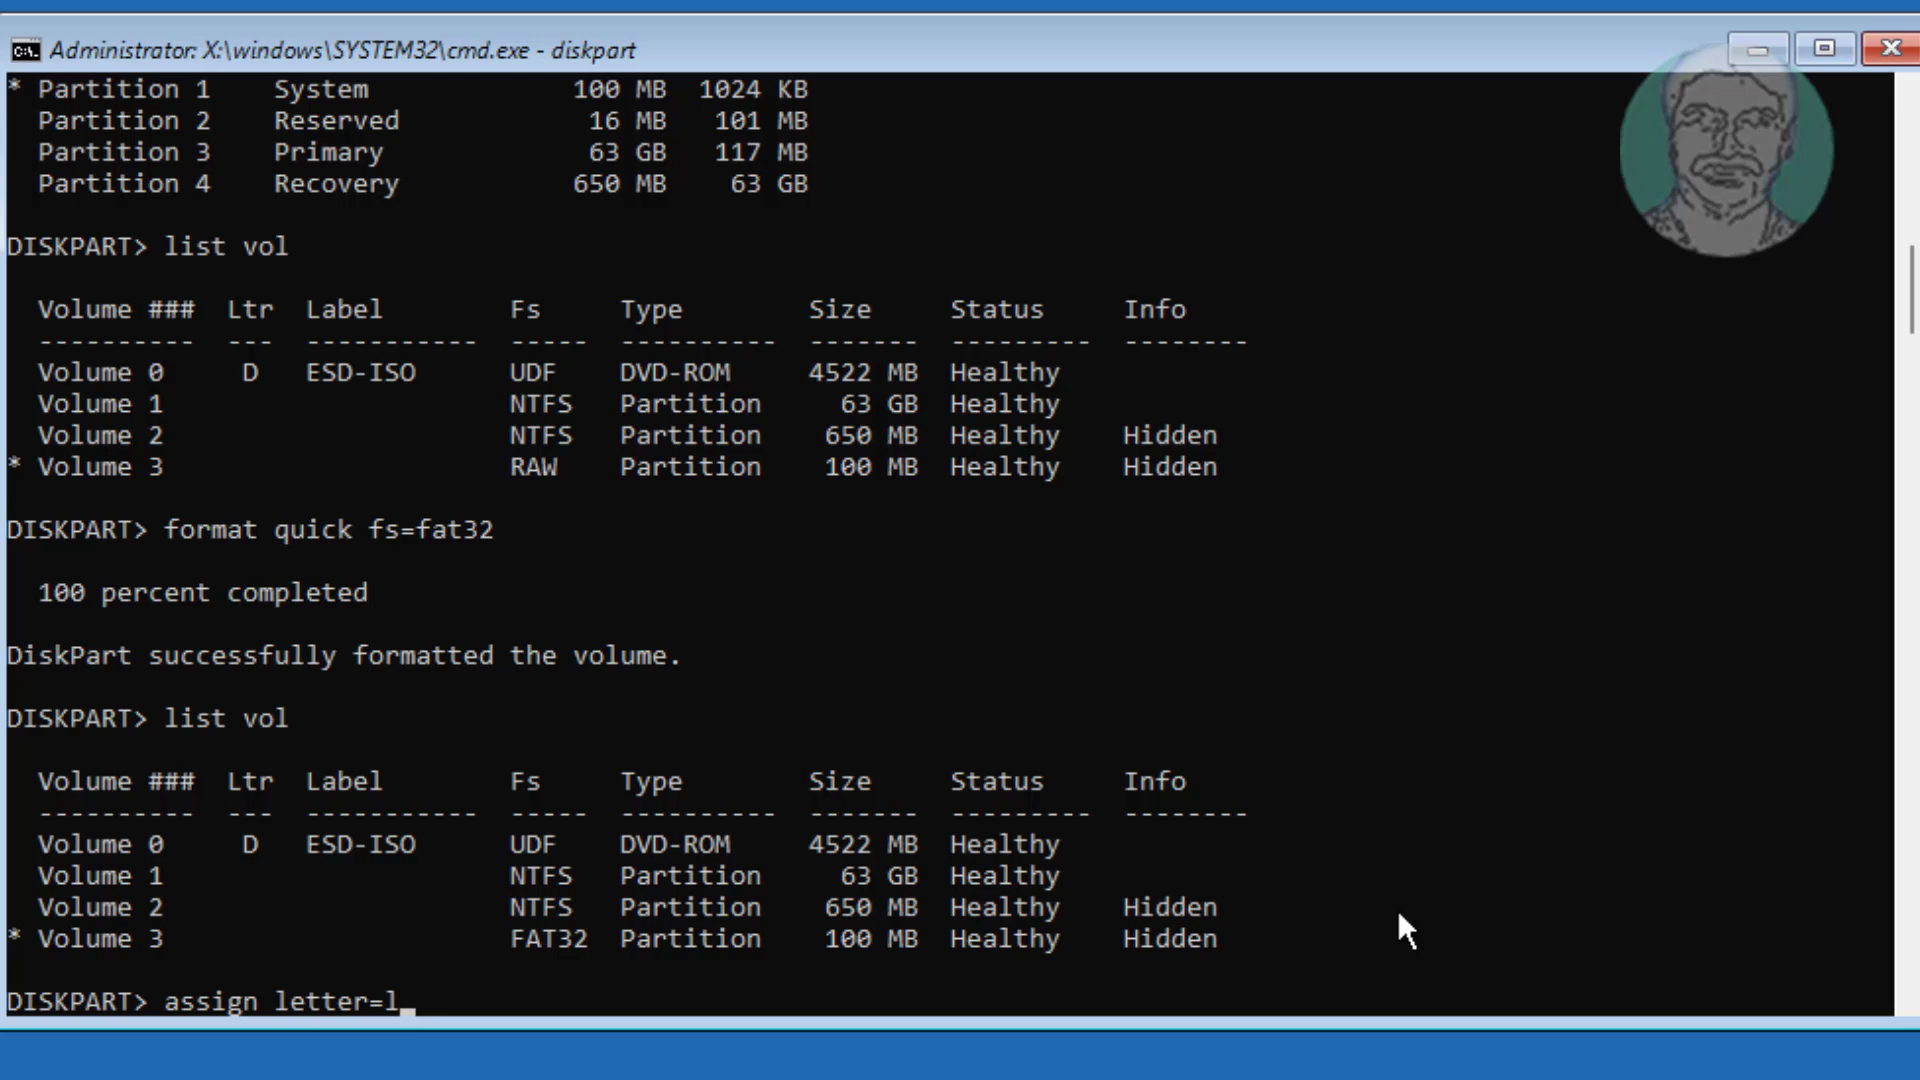 Administrator: X:\windows\SYSTEM32\cmd.exe - diskpart
* Partition 1    System             100 MB  1024 KB
  Partition 2    Reserved            16 MB   101 MB
  Partition 3    Primary             63 GB   117 MB
  Partition 4    Recovery           650 MB    63 GB
DISKPART> list vol
  Volume ###  Ltr  Label        Fs     Type        Size     Status     Info
  ----------  ---  -----------  -----  ----------  -------  ---------  --------
  Volume 0     D   ESD-ISO      UDF    DVD-ROM     4522 MB  Healthy
  Volume 1                      NTFS   Partition     63 GB  Healthy
  Volume 2                      NTFS   Partition    650 MB  Healthy    Hidden
* Volume 3                      RAW    Partition    100 MB  Healthy    Hidden
DISKPART> format quick fs=fat32
  100 percent completed
DiskPart successfully formatted the volume.
DISKPART> list vol
  Volume ###  Ltr  Label        Fs     Type        Size     Status     Info
  ----------  ---  -----------  -----  ----------  -------  ---------  --------
  Volume 0     D   ESD-ISO      UDF    DVD-ROM     4522 MB  Healthy
  Volume 1                      NTFS   Partition     63 GB  Healthy
  Volume 2                      NTFS   Partition    650 MB  Healthy    Hidden
* Volume 3                      FAT32  Partition    100 MB  Healthy    Hidden
DISKPART> assign letter=l